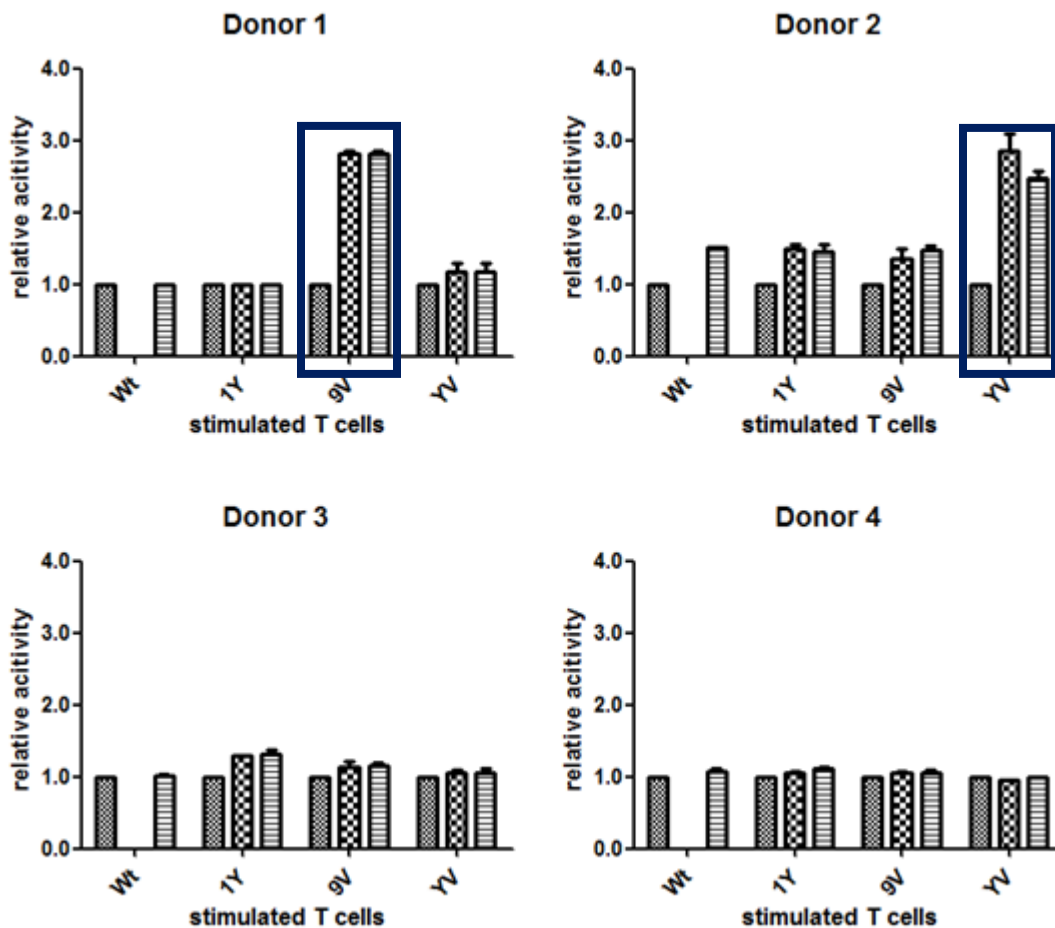 Donor 1
4.0
3.0
2.0
1.0
0.0
relative acitivity
Wt 1Y 9V YV
stimulated T cells
Donor 2
4.0
3.0
2.0
1.0
0.0
relative acitivity
Wt 1Y 9V YV
stimulated T cells
Donor 3
4.0
3.0
2.0
1.0
0.0
relative acitivity
Wt 1Y 9V YV
stimulated T cells
Donor 4
4.0
3.0
2.0
1.0
0.0
relative acitivity
Wt 1Y 9V YV
stimulated T cells